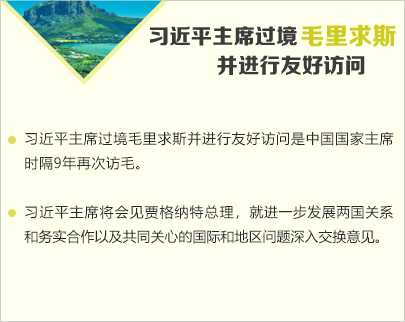 习近平主席过境毛里求斯
并进行友好访问
习近平主席过境毛里求斯并进行友好访问是中国国家主席
时隔9年再次访毛。
习近平主席将会见贾格纳特总理，就进一步发展两国关系
和务实合作以及共同关心的国际和地区问题深入交换意见。